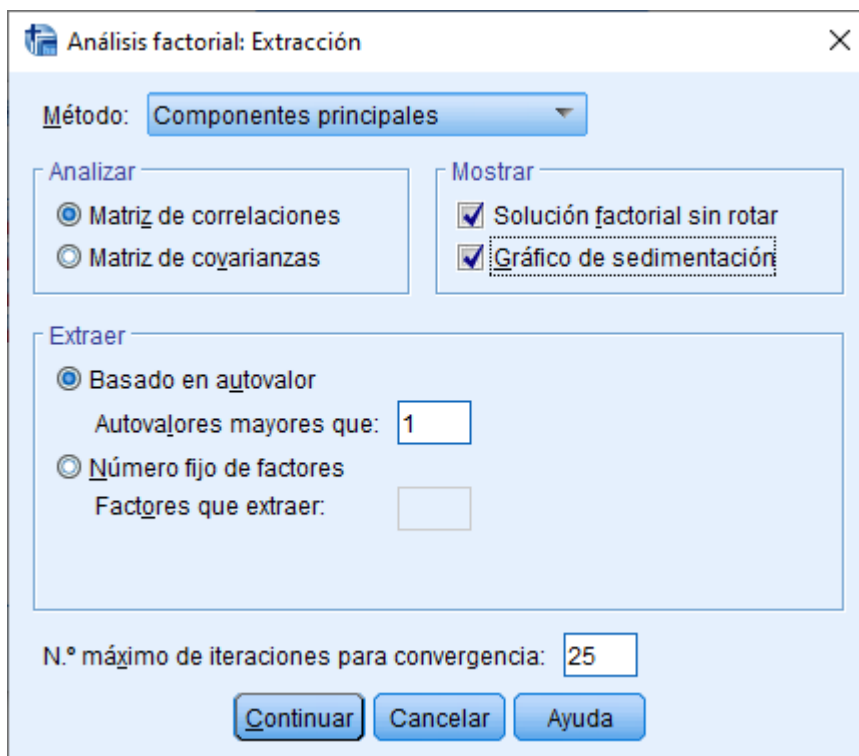 Análisis factorial: Extracción
Método: Componentes principales
Analizar
Matriz de correlaciones
Matriz de covarianzas
Mostrar
Solución factorial sin rotar
Gráfico de sedimentación
Extraer
Basado en autovalor
Autovalores mayores que: 1
Número fijo de factores
Factores que extraer:
N.º máximo de iteraciones para convergencia: 25
Continuar Cancelar Ayuda